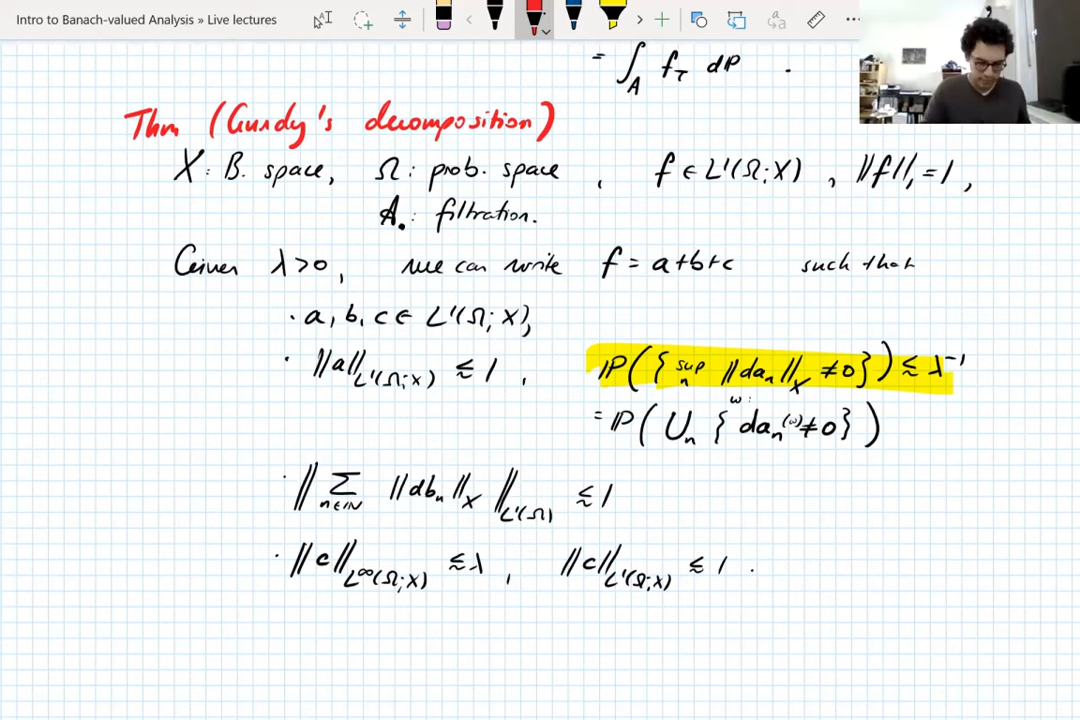 Intro to Banach-valued Analysis » Live lectures
= ∫_A f_T dP .
Thm (Gundy's decomposition)
X: B. space, Ω: prob. space, f ∈ L¹(Ω; X), ‖f‖₁ = 1,
A.: filtration.
Given λ>0, we can write f = a+b+c such that
· a, b, c ∈ L¹(Ω; X),
· ‖a‖_{L¹(Ω;X)} ≲ 1, P({sup_n ‖da_n‖_X ≠ 0}) ≲ λ⁻¹
= P(∪_n {ω: da_n(ω) ≠ 0})
· ‖ Σ_{n∈ℕ} ‖db_n‖_X ‖_{L¹(Ω)} ≲ 1
· ‖c‖_{L^∞(Ω;X)} ≲ λ, ‖c‖_{L¹(Ω;X)} ≲ 1.